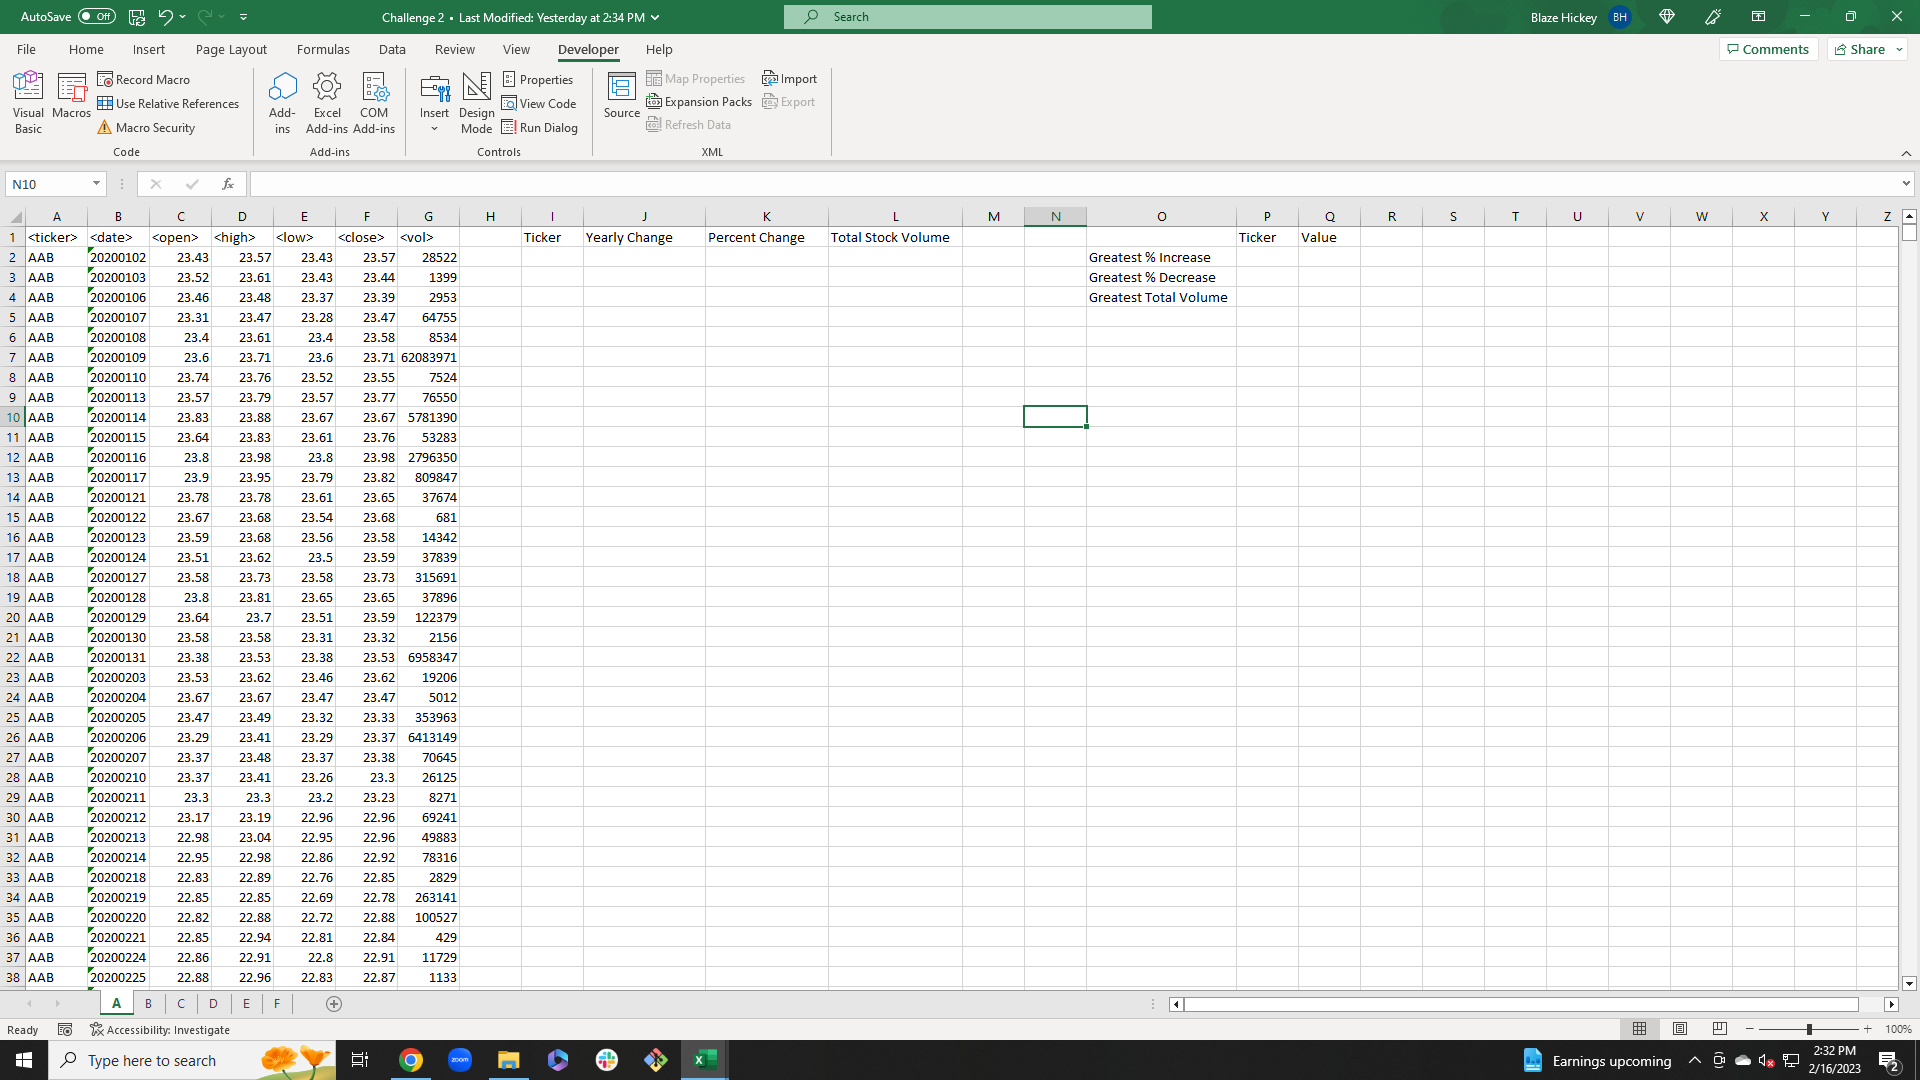 AutoSave Off Challenge 2 • Last Modified: Yesterday at 2:34 PM Search Blaze Hickey BH
File Home Insert Page Layout Formulas Data Review View Developer Help Comments Share
Visual Basic Macros Record Macro Use Relative References Macro Security Code
Add-ins Excel Add-ins COM Add-ins Add-ins
Insert Design Mode Properties View Code Run Dialog Controls
Source Map Properties Expansion Packs Refresh Data Import Export XML
N10 fx
A B C D E F G H I J K L M N O P Q R S T U V W X Y Z
1 <ticker> <date> <open> <high> <low> <close> <vol> Ticker Yearly Change Percent Change Total Stock Volume Ticker Value
2 AAB 20200102 23.43 23.57 23.43 23.57 28522 Greatest % Increase
3 AAB 20200103 23.52 23.61 23.43 23.44 1399 Greatest % Decrease
4 AAB 20200106 23.46 23.48 23.37 23.39 2953 Greatest Total Volume
5 AAB 20200107 23.31 23.47 23.28 23.47 64755
6 AAB 20200108 23.4 23.61 23.4 23.58 8534
7 AAB 20200109 23.6 23.71 23.6 23.71 62083971
8 AAB 20200110 23.74 23.76 23.52 23.55 7524
9 AAB 20200113 23.57 23.79 23.57 23.77 76550
10 AAB 20200114 23.83 23.88 23.67 23.67 5781390
11 AAB 20200115 23.64 23.83 23.61 23.76 53283
12 AAB 20200116 23.8 23.98 23.8 23.98 2796350
13 AAB 20200117 23.9 23.95 23.79 23.82 809847
14 AAB 20200121 23.78 23.78 23.61 23.65 37674
15 AAB 20200122 23.67 23.68 23.54 23.68 681
16 AAB 20200123 23.59 23.68 23.56 23.58 14342
17 AAB 20200124 23.51 23.62 23.5 23.59 37839
18 AAB 20200127 23.58 23.73 23.58 23.73 315691
19 AAB 20200128 23.8 23.81 23.65 23.65 37896
20 AAB 20200129 23.64 23.7 23.51 23.59 122379
21 AAB 20200130 23.58 23.58 23.31 23.32 2156
22 AAB 20200131 23.38 23.53 23.38 23.53 6958347
23 AAB 20200203 23.53 23.62 23.46 23.62 19206
24 AAB 20200204 23.67 23.67 23.47 23.47 5012
25 AAB 20200205 23.47 23.49 23.32 23.33 353963
26 AAB 20200206 23.29 23.41 23.29 23.37 6413149
27 AAB 20200207 23.37 23.48 23.37 23.38 70645
28 AAB 20200210 23.37 23.41 23.26 23.3 26125
29 AAB 20200211 23.3 23.3 23.2 23.23 8271
30 AAB 20200212 23.17 23.19 22.96 22.96 69241
31 AAB 20200213 22.98 23.04 22.95 22.96 49883
32 AAB 20200214 22.95 22.98 22.86 22.92 78316
33 AAB 20200218 22.83 22.89 22.76 22.85 2829
34 AAB 20200219 22.85 22.85 22.69 22.78 263141
35 AAB 20200220 22.82 22.88 22.72 22.88 100527
36 AAB 20200221 22.85 22.94 22.81 22.84 429
37 AAB 20200224 22.86 22.91 22.8 22.91 11729
38 AAB 20200225 22.88 22.96 22.83 22.87 1133
A B C D E F
Ready Accessibility: Investigate 100%
Type here to search zoom Earnings upcoming 2:32 PM
2/16/2023 2